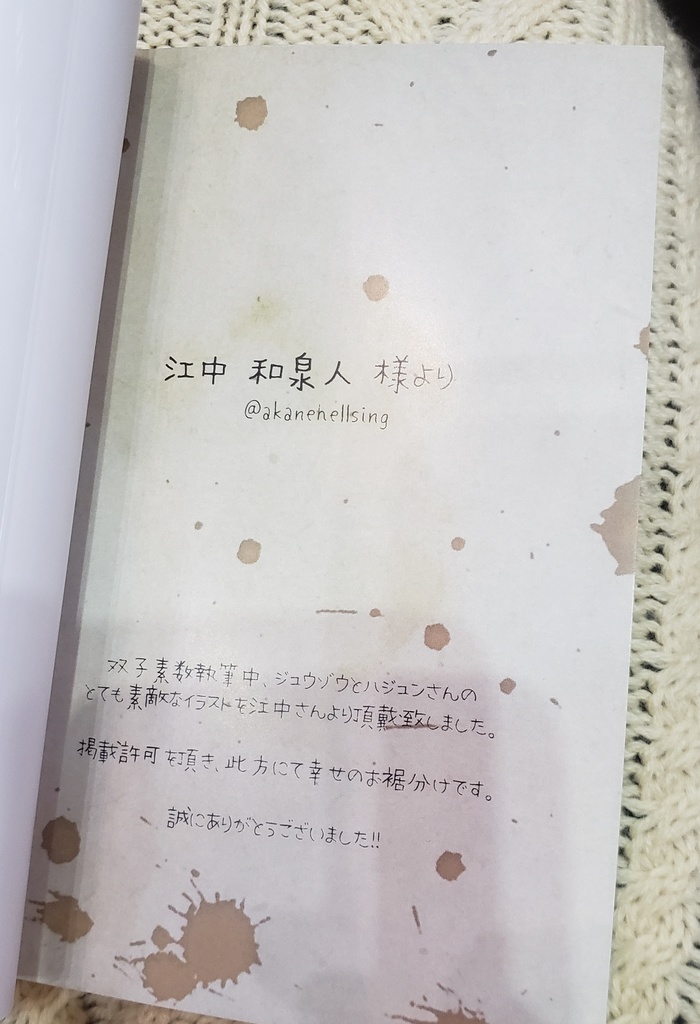 江中 和泉人 様より
@akanehellsing
双子素数執筆中、ジュウゾウとハジュンさんの
とても素敵なイラストを江中さんより頂戴致しました。
掲載許可を頂き、此方にて幸せのお裾分けです。
誠にありがとうございました!!